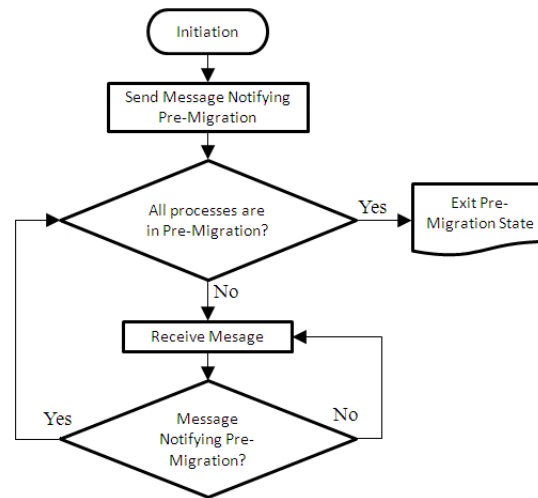 Initiation
Send Message Notifying
Pre-Migration
All processes are
in Pre-Migration?
Yes
Exit Pre-
Migration State
No
Receive Mesage
Yes
Message
Notifying Pre-
Migration?
No